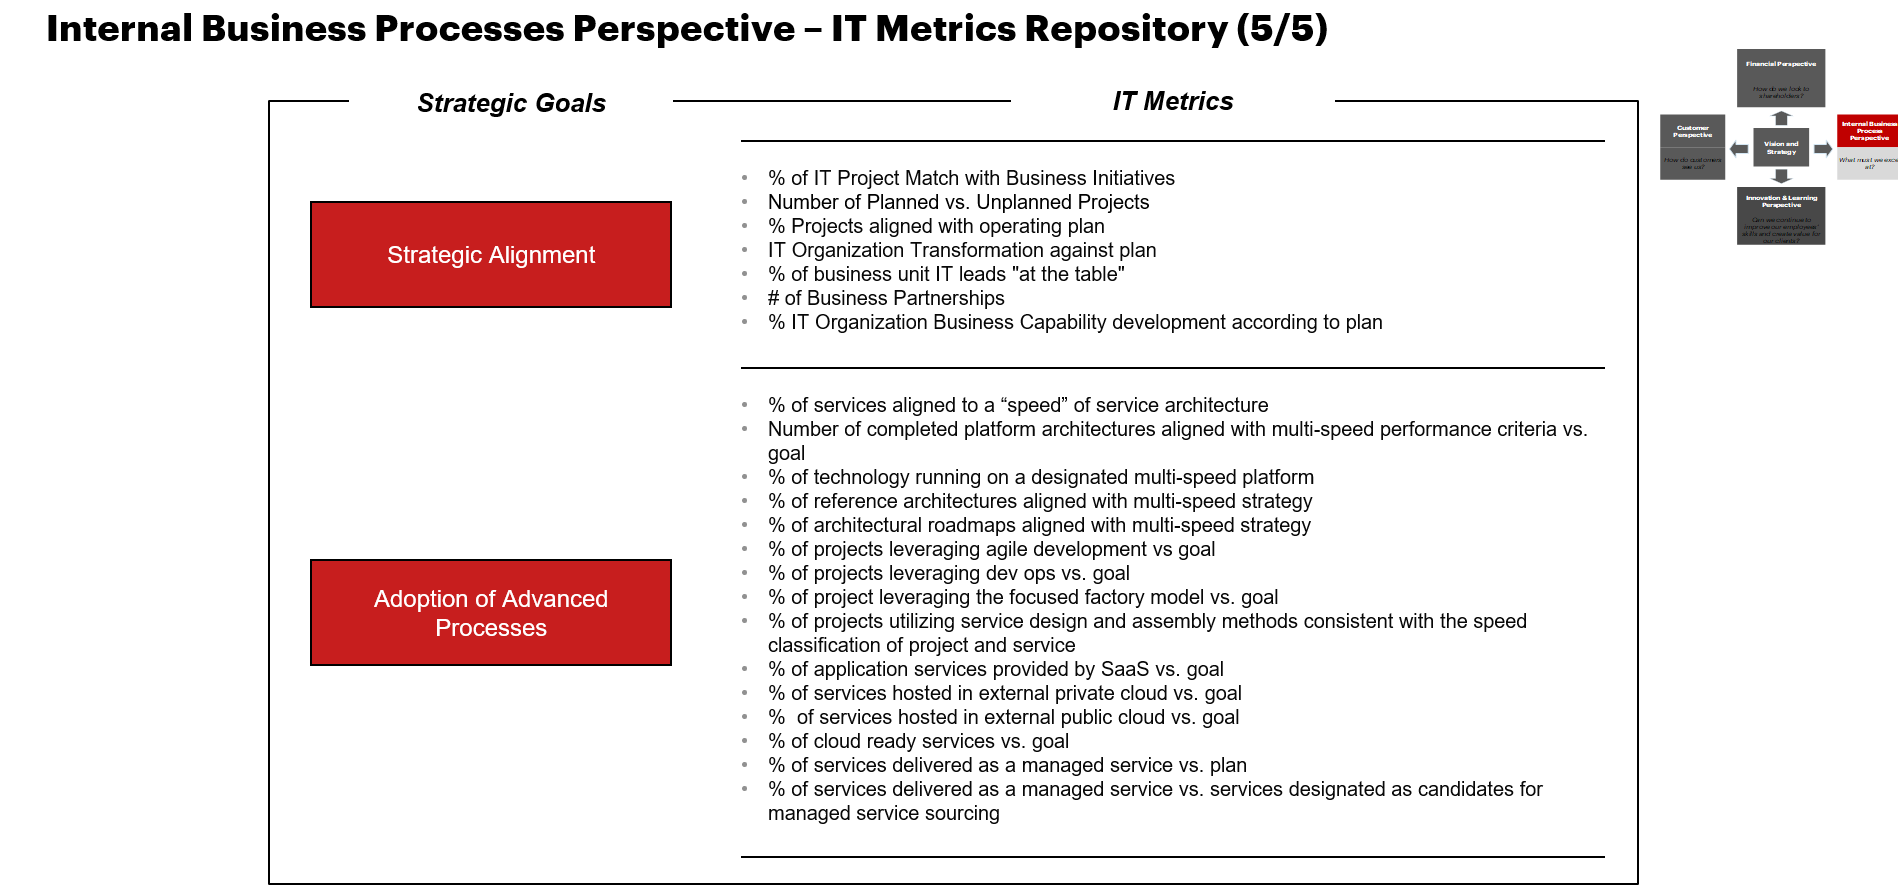 Internal Business Processes Perspective – IT Metrics Repository (5/5)
Strategic Goals
IT Metrics
Strategic Alignment
• % of IT Project Match with Business Initiatives
• Number of Planned vs. Unplanned Projects
• % Projects aligned with operating plan
• IT Organization Transformation against plan
• % of business unit IT leads "at the table"
• # of Business Partnerships
• % IT Organization Business Capability development according to plan
Adoption of Advanced
Processes
• % of services aligned to a “speed” of service architecture
• Number of completed platform architectures aligned with multi-speed performance criteria vs.
goal
• % of technology running on a designated multi-speed platform
• % of reference architectures aligned with multi-speed strategy
• % of architectural roadmaps aligned with multi-speed strategy
• % of projects leveraging agile development vs goal
• % of projects leveraging dev ops vs. goal
• % of project leveraging the focused factory model vs. goal
• % of projects utilizing service design and assembly methods consistent with the speed
classification of project and service
• % of application services provided by SaaS vs. goal
• % of services hosted in external private cloud vs. goal
• %  of services hosted in external public cloud vs. goal
• % of cloud ready services vs. goal
• % of services delivered as a managed service vs. plan
• % of services delivered as a managed service vs. services designated as candidates for
managed service sourcing
Financial Perspective
How do we look to
shareholders?
Customer
Perspective
How do customers
see us?
Vision and
Strategy
Internal Business
Process
Perspective
What must we exce
at?
Innovation & Learning
Perspective
Can we continue to
improve our employees'
skills and create value for
our clients?